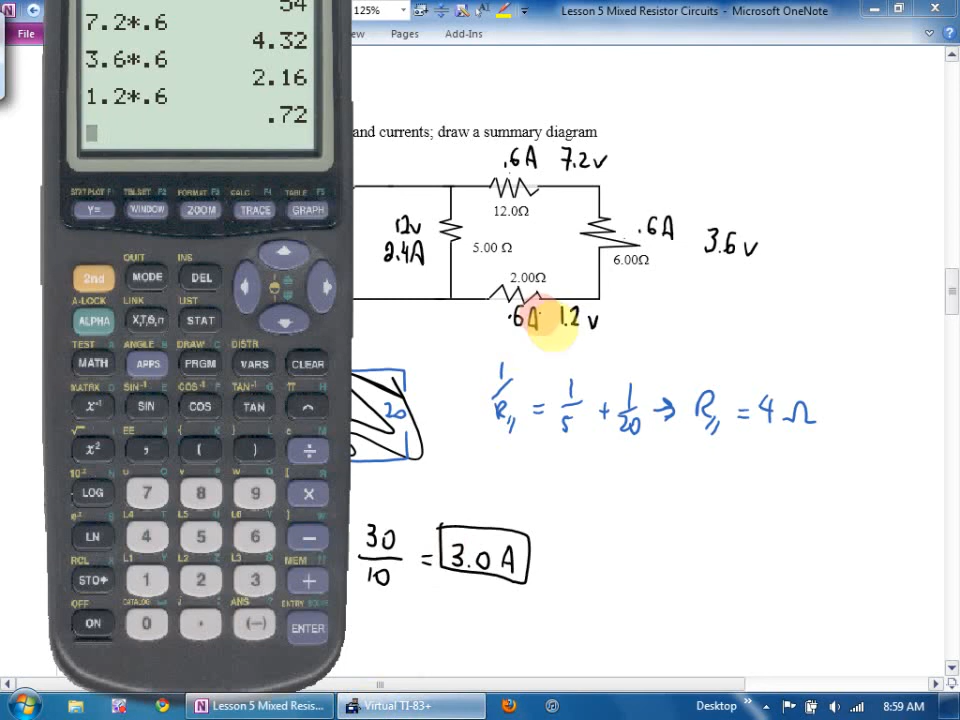 125%
Lesson 5 Mixed Resistor Circuits - Microsoft OneNote
File
ew
Pages
Add-Ins
54
7.2*.6
4.32
3.6*.6
2.16
1.2*.6
.72
and currents; draw a summary diagram
.6A 7.2v
12.0Ω
12v
2.4A
5.00 Ω
.6A
6.00Ω
3.6v
2.00Ω
.6A 1.2v
20
1/R,, = 1/5 + 1/20 → R,, = 4 Ω
30/10 = 3.0 A
STAT PLOT F1 TBLSET F2 FORMAT F3 CALC F4 TABLE F5
Y= WINDOW ZOOM TRACE GRAPH
QUIT INS
2nd MODE DEL
A-LOCK LINK LIST
ALPHA X,T,θ,n STAT
TEST A ANGLE B DRAW C DISTR
MATH APPS PRGM VARS CLEAR
MATRX D SIN⁻¹ E COS⁻¹ F TAN⁻¹ G π H
x⁻¹ SIN COS TAN ^
√ I EE J { K } L e M
x² , ( ) ÷
10ˣ N u O v P w Q [ R
LOG 7 8 9 ×
eˣ S L4 T L5 U L6 V ] W
LN 4 5 6 −
RCL X L1 Y L2 Z L3 θ MEM "
STO→ 1 2 3 +
OFF CATALOG i : ANS ? ENTRY SOLVE
ON 0 . (−) ENTER
Lesson 5 Mixed Resis...
Virtual TI-83+
Desktop
8:59 AM